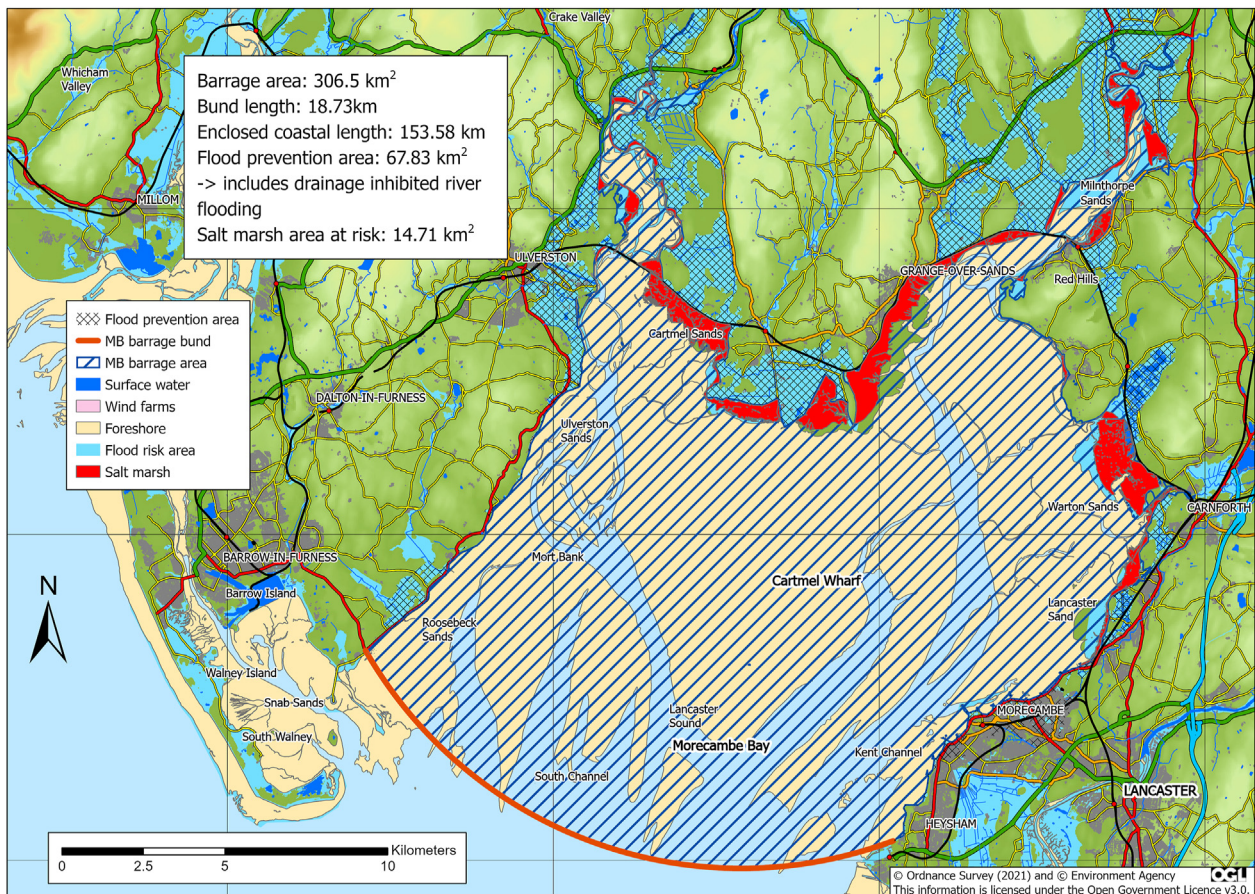 Crake Valley
Whicham
Valley
Barrage area: 306.5 km²
Bund length: 18.73km
Enclosed coastal length: 153.58 km
Flood prevention area: 67.83 km²
-> includes drainage inhibited river
flooding
Salt marsh area at risk: 14.71 km²
MILLOM
Milnthorpe
Sands
ULVERSTON
GRANGE-OVER-SANDS
Red Hills
Flood prevention area
MB barrage bund
MB barrage area
Surface water
Wind farms
Foreshore
Flood risk area
Salt marsh
Cartmel Sands
DALTON-IN-FURNESS
Ulverston
Sands
Warton Sands
CARNFORTH
BARROW-IN-FURNESS
Mort Bank
Cartmel Wharf
Barrow Island
N
Roosebeck
Sands
Lancaster
Sand
Walney Island
Snab Sands
Lancaster
Sound
MORECAMBE
South Walney
Morecambe Bay
Kent Channel
South Channel
LANCASTER
HEYSHAM
Kilometers
0 2.5 5 10
© Ordnance Survey (2021) and © Environment Agency
OGL
This information is licensed under the Open Government Licence v3.0.